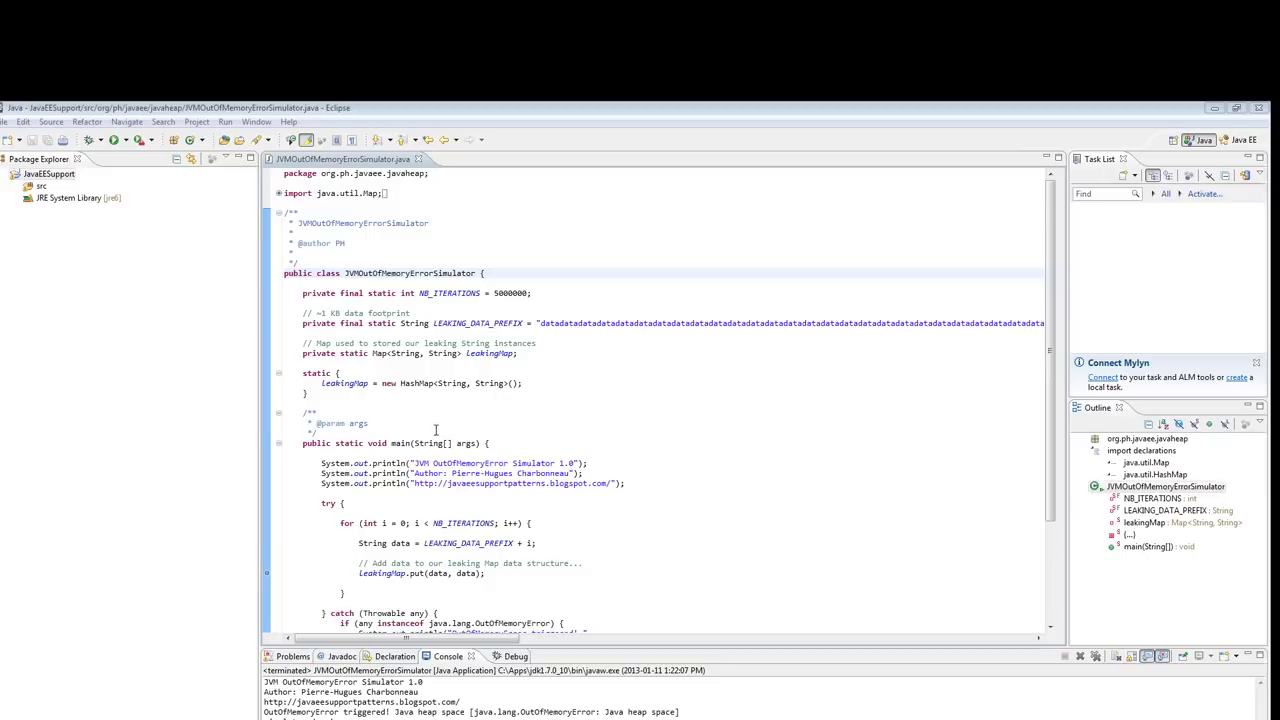 Java - JavaEESupport/src/org/ph/javaee/javaheap/JVMOutOfMemoryErrorSimulator.java - Eclipse
Edit Source Refactor Navigate Search Project Run Window Help
Java Java EE
Package Explorer
JavaEESupport
src
JRE System Library [jre6]
JVMOutOfMemoryErrorSimulator.java
package org.ph.javaee.javaheap;
import java.util.Map;
/**
* JVMOutOfMemoryErrorSimulator
*
* @author PH
*
*/
public class JVMOutOfMemoryErrorSimulator {
private final static int NB_ITERATIONS = 5000000;
// ~1 KB data footprint
private final static String LEAKING_DATA_PREFIX = "datadatadatadatadatadatadatadatadatadatadatadatadatadatadatadatadatadatadatadatadatadatadatadatadatadatadatadata
// Map used to stored our leaking String instances
private static Map<String, String> leakingMap;
static {
leakingMap = new HashMap<String, String>();
}
/**
* @param args
*/
public static void main(String[] args) {
System.out.println("JVM OutOfMemoryError Simulator 1.0");
System.out.println("Author: Pierre-Hugues Charbonneau");
System.out.println("http://javaeesupportpatterns.blogspot.com/");
try {
for (int i = 0; i < NB_ITERATIONS; i++) {
String data = LEAKING_DATA_PREFIX + i;
// Add data to our leaking Map data structure...
leakingMap.put(data, data);
}
} catch (Throwable any) {
if (any instanceof java.lang.OutOfMemoryError) {
Task List
Find All Activate...
Connect Mylyn
Connect to your task and ALM tools or create a
local task.
Outline
org.ph.javaee.javaheap
import declarations
java.util.Map
java.util.HashMap
JVMOutOfMemoryErrorSimulator
NB_ITERATIONS : int
LEAKING_DATA_PREFIX : String
leakingMap : Map<String, String>
{...}
main(String[]) : void
Problems Javadoc Declaration Console Debug
<terminated> JVMOutOfMemoryErrorSimulator [Java Application] C:\Apps\jdk1.7.0_10\bin\javaw.exe (2013-01-11 1:22:07 PM)
JVM OutOfMemoryError Simulator 1.0
Author: Pierre-Hugues Charbonneau
http://javaeesupportpatterns.blogspot.com/
OutOfMemoryError triggered! Java heap space [java.lang.OutOfMemoryError: Java heap space]